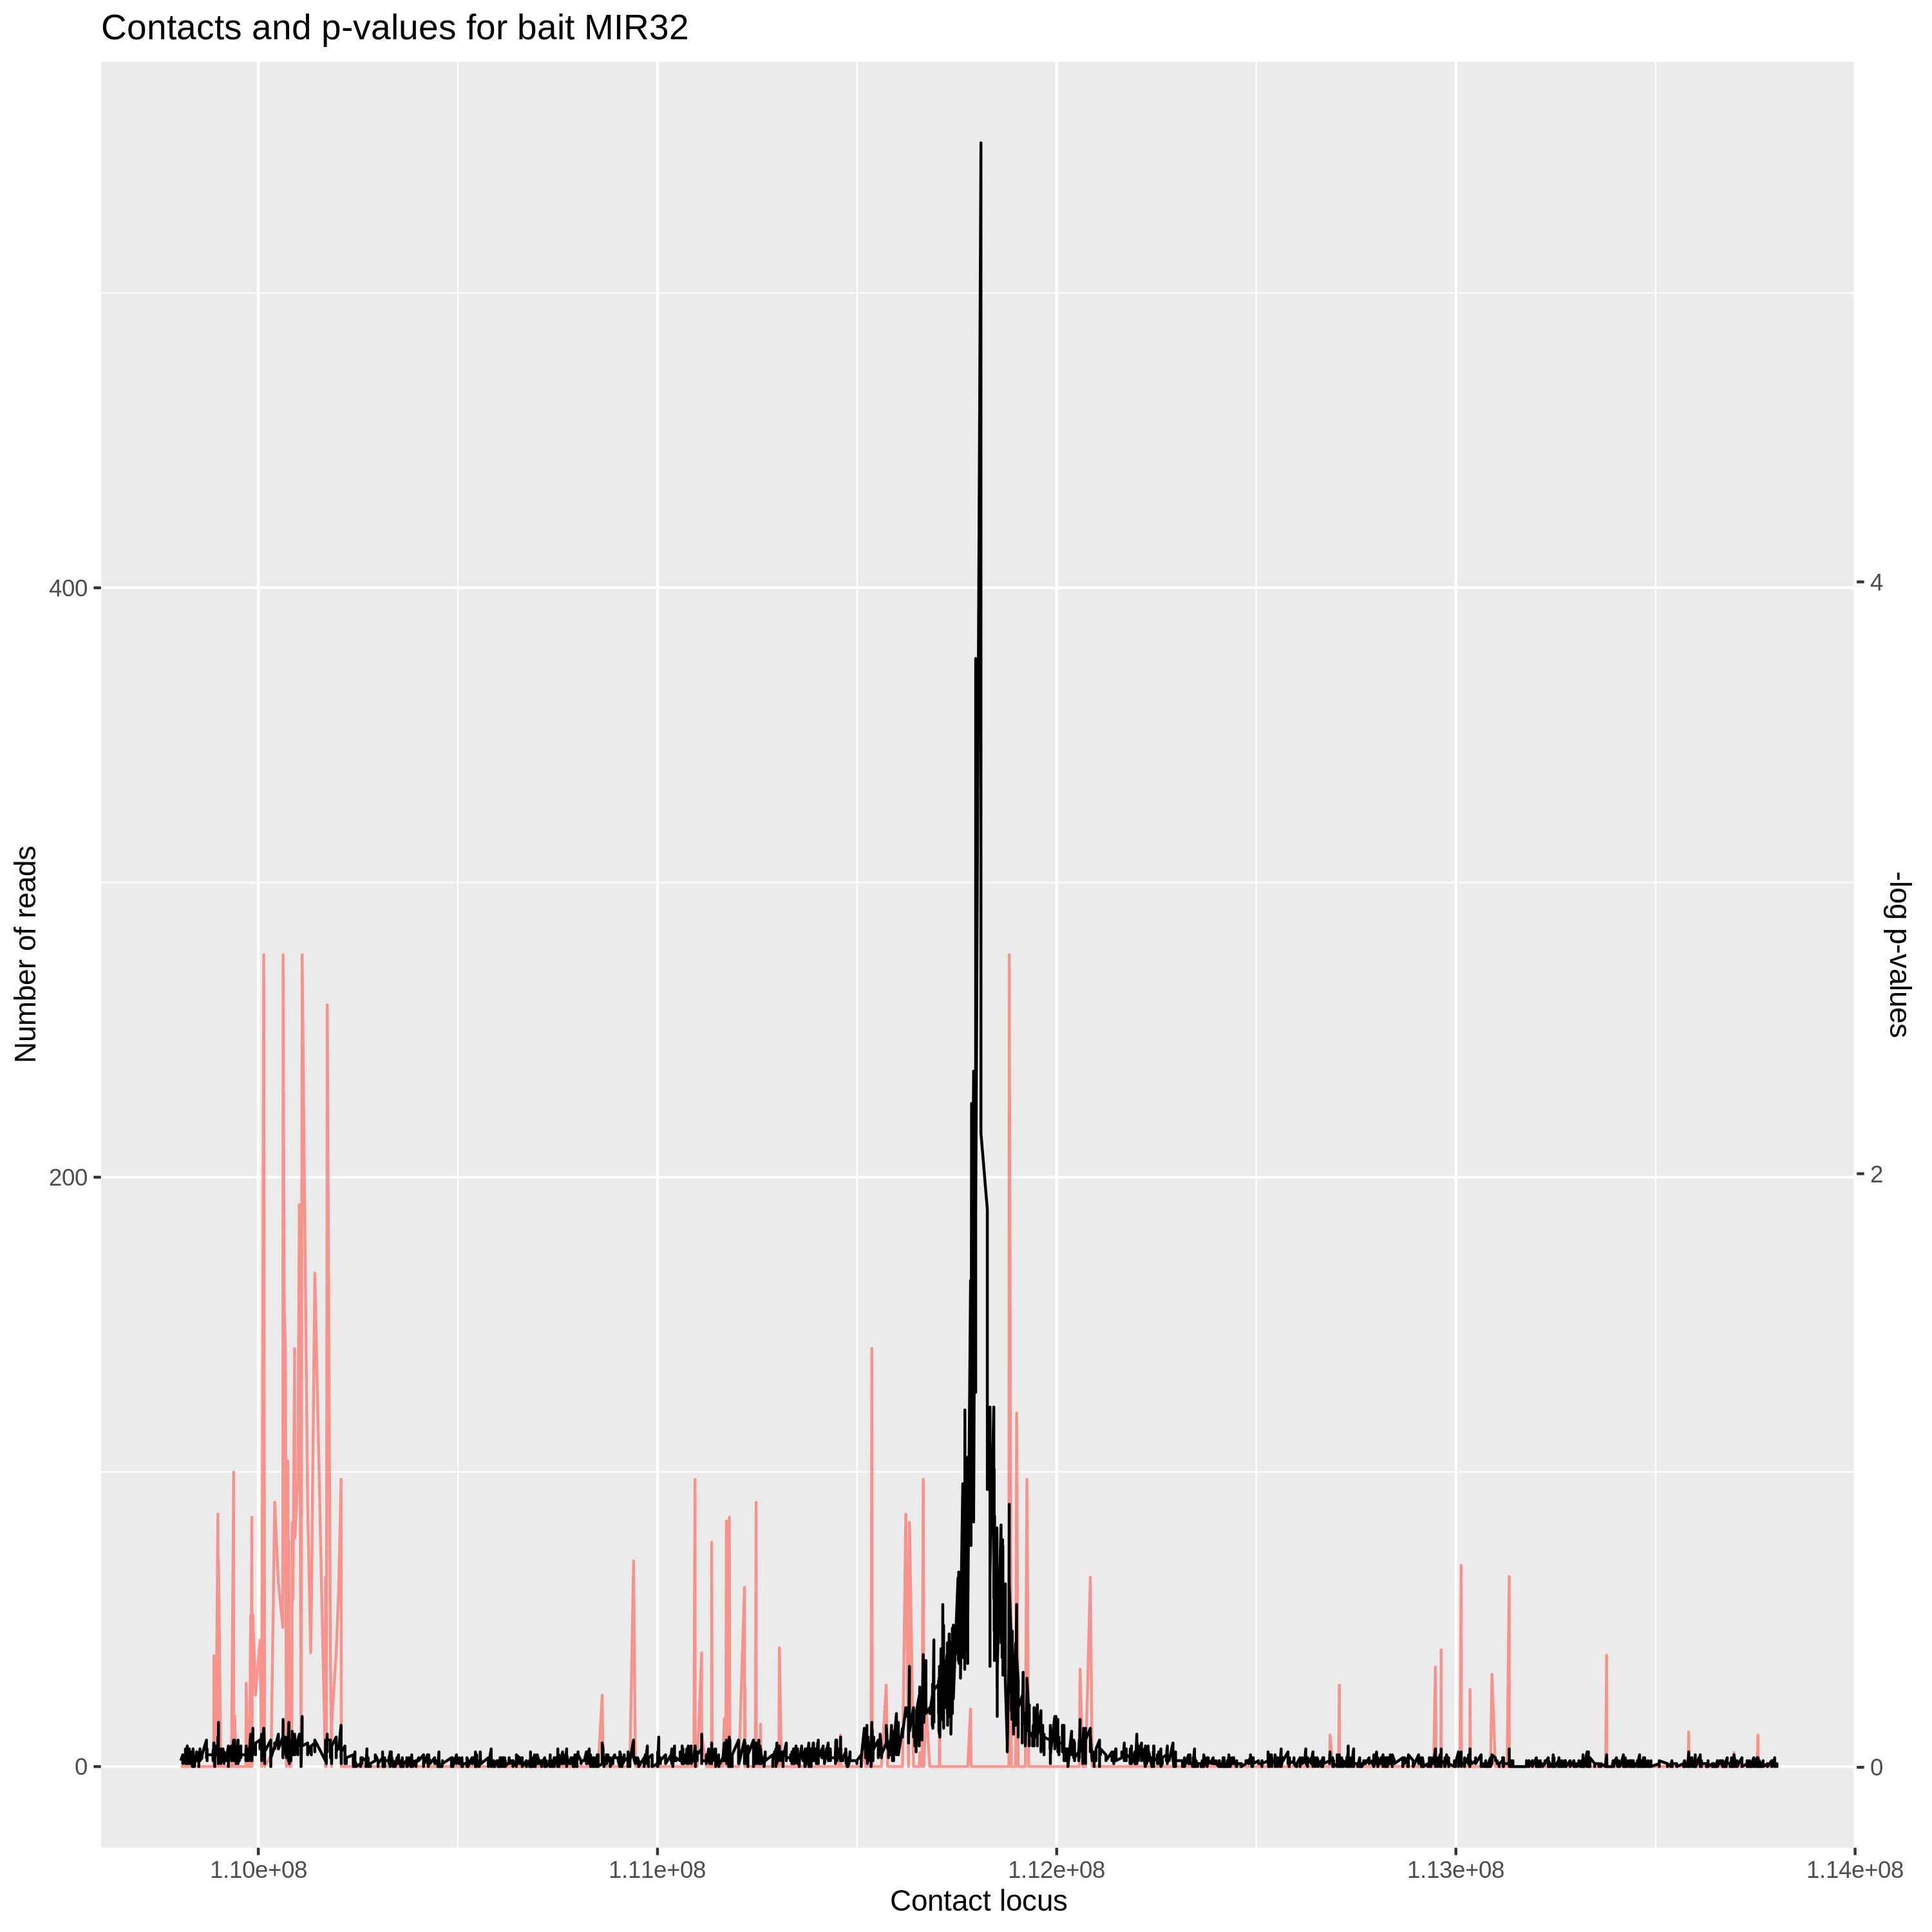 Contacts and p-values for bait MIR32
400
200
0
Number of reads
4
2
0
-log p-values
1.10e+08
1.11e+08
1.12e+08
1.13e+08
1.14e+08
Contact locus